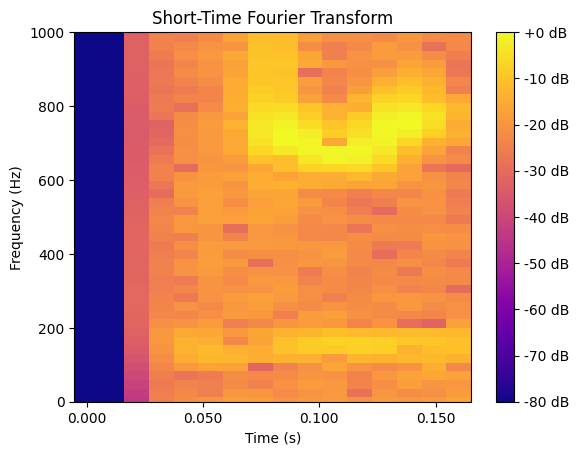 Short-Time Fourier Transform
1000
800
600
400
200
0
Frequency (Hz)
0.000
0.050
0.100
0.150
Time (s)
+0 dB
-10 dB
-20 dB
-30 dB
-40 dB
-50 dB
-60 dB
-70 dB
-80 dB